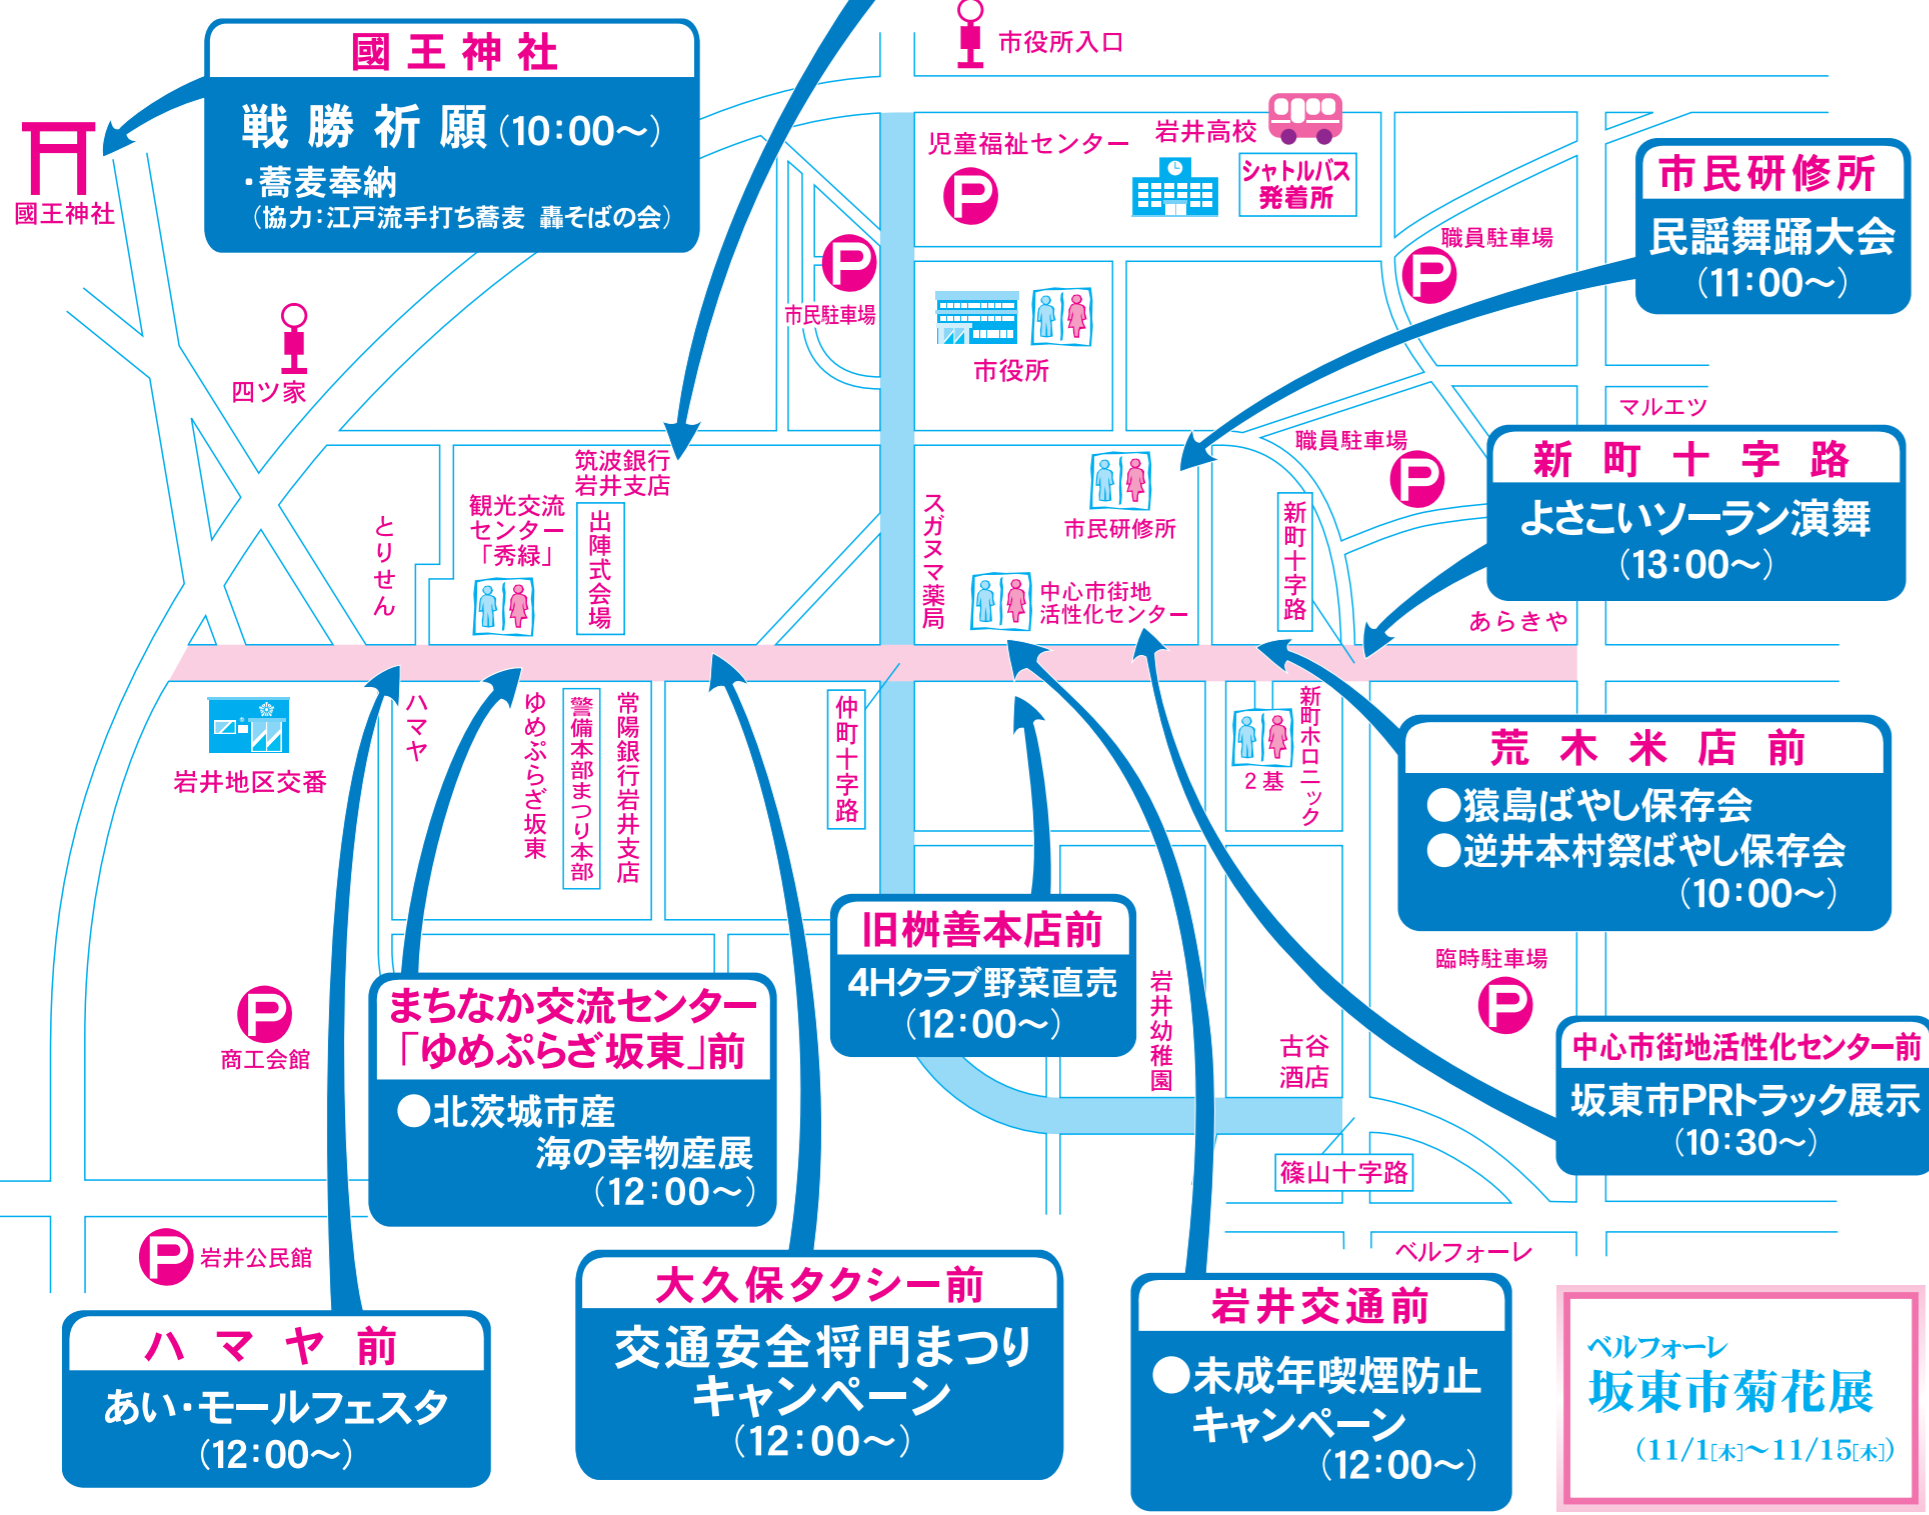 國王神社
戦勝祈願(10:00〜)
・蕎麦奉納
(協力:江戸流手打ち蕎麦 轟そばの会)
國王神社
四ツ家
市役所入口
児童福祉センター
P
岩井高校
シャトルバス
発着所
市民研修所
民謡舞踊大会
(11:00〜)
職員駐車場
P
P
市民駐車場
市役所
マルエツ
職員駐車場
P
新町十字路
よさこいソーラン演舞
(13:00〜)
筑波銀行
岩井支店
観光交流
センター
「秀緑」
出陣式会場
とりせん
スガヌマ薬局
市民研修所
中心市街地
活性化センター
新町十字路
あらきや
岩井地区交番
ハマヤ
ゆめぷらざ坂東
警備本部まつり本部
常陽銀行岩井支店
仲町十字路
2基
新町ホロニック
荒木米店前
●猿島ばやし保存会
●逆井本村祭ばやし保存会
(10:00〜)
旧桝善本店前
4Hクラブ野菜直売
(12:00〜)
岩井幼稚園
古谷
酒店
臨時駐車場
P
中心市街地活性化センター前
坂東市PRトラック展示
(10:30〜)
P
商工会館
まちなか交流センター
「ゆめぷらざ坂東」前
●北茨城市産
海の幸物産展
(12:00〜)
篠山十字路
ベルフォーレ
P
岩井公民館
ハマヤ前
あい・モールフェスタ
(12:00〜)
大久保タクシー前
交通安全将門まつり
キャンペーン
(12:00〜)
岩井交通前
●未成年喫煙防止
キャンペーン
(12:00〜)
ベルフォーレ
坂東市菊花展
(11/1[木]〜11/15[木])